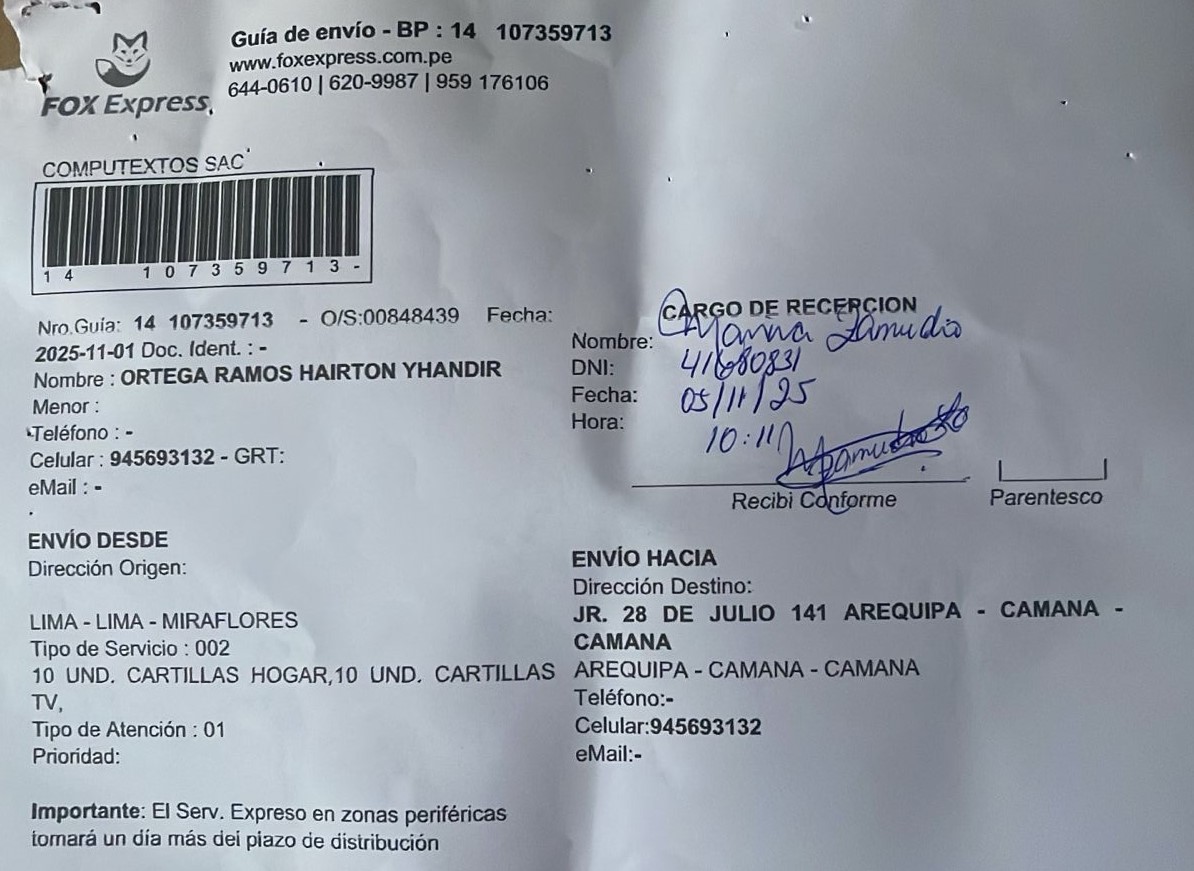 Guía de envío - BP : 14 107359713
www.foxexpress.com.pe
644-0610 | 620-9987 | 959 176106
FOX Express
COMPUTEXTOS SAC
14 107359713-
Nro.Guía: 14 107359713 - O/S:00848439 Fecha:
2025-11-01 Doc. Ident. : -
Nombre : ORTEGA RAMOS HAIRTON YHANDIR
Menor :
Teléfono : -
Celular : 945693132 - GRT:
eMail : -
CARGO DE RECEPCION
Nombre: Zamudio
DNI: 41680831
Fecha: 05/11/25
Hora: 10:11
Recibi Conforme
Parentesco
ENVÍO DESDE
Dirección Origen:
LIMA - LIMA - MIRAFLORES
Tipo de Servicio : 002
10 UND. CARTILLAS HOGAR,10 UND. CARTILLAS
TV,
Tipo de Atención : 01
Prioridad:
ENVÍO HACIA
Dirección Destino:
JR. 28 DE JULIO 141 AREQUIPA - CAMANA -
CAMANA
AREQUIPA - CAMANA - CAMANA
Teléfono:-
Celular:945693132
eMail:-
Importante: El Serv. Expreso en zonas periféricas
tomará un día más del plazo de distribución